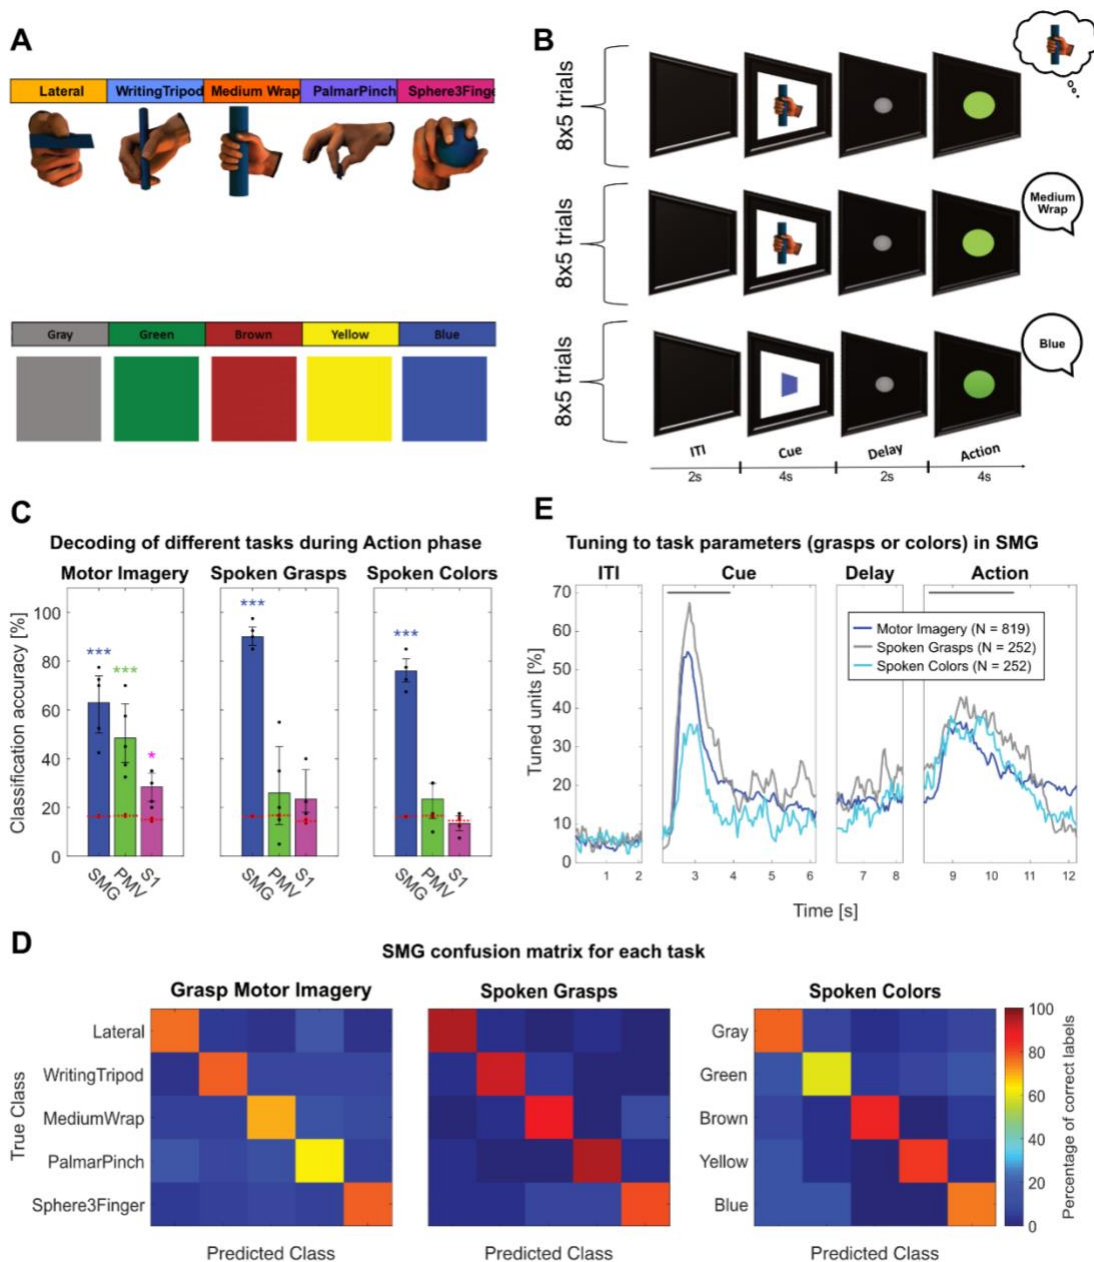 A
Lateral WritingTripod Medium Wrap PalmarPinch Sphere3Finge
Gray Green Brown Yellow Blue
B
8x5 trials
8x5 trials
Medium
Wrap
8x5 trials
Blue
ITI Cue Delay Action
2s 4s 2s 4s
C
Decoding of different tasks during Action phase
Motor Imagery Spoken Grasps Spoken Colors
Classification accuracy [%]
100
80
60
40
20
0
*** *** *
***
***
SMG PMV S1
SMG PMV S1
SMG PMV S1
E
Tuning to task parameters (grasps or colors) in SMG
ITI Cue Delay Action
Tuned units [%]
70
60
50
40
30
20
10
0
Motor Imagery (N = 819)
Spoken Grasps (N = 252)
Spoken Colors (N = 252)
1 2 3 4 5 6 7 8 9 10 11 12
Time [s]
D
SMG confusion matrix for each task
Grasp Motor Imagery Spoken Grasps Spoken Colors
True Class
Lateral
WritingTripod
MediumWrap
PalmarPinch
Sphere3Finger
Gray
Green
Brown
Yellow
Blue
Predicted Class Predicted Class Predicted Class
100
80
60
40
20
0
Percentage of correct labels